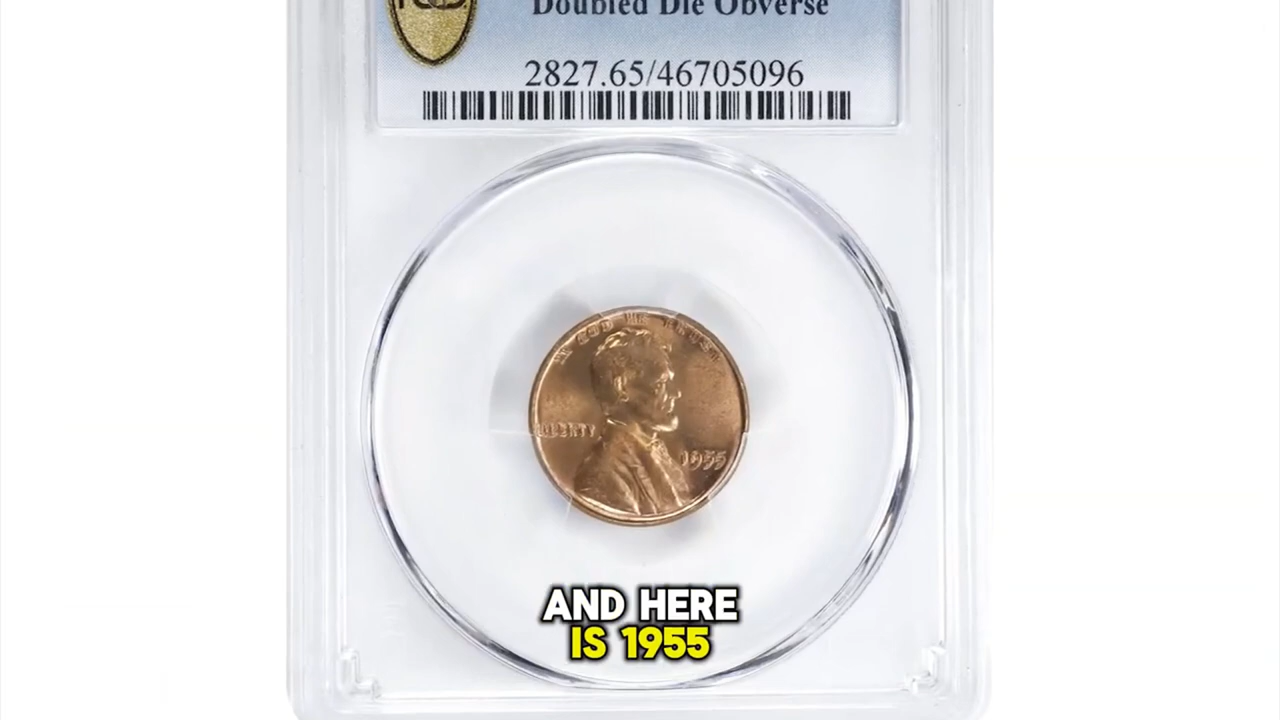 Doubled Die Obverse
2827.65/46705096
IN GOD WE TRUST
LIBERTY
1955
AND HERE
IS 1955